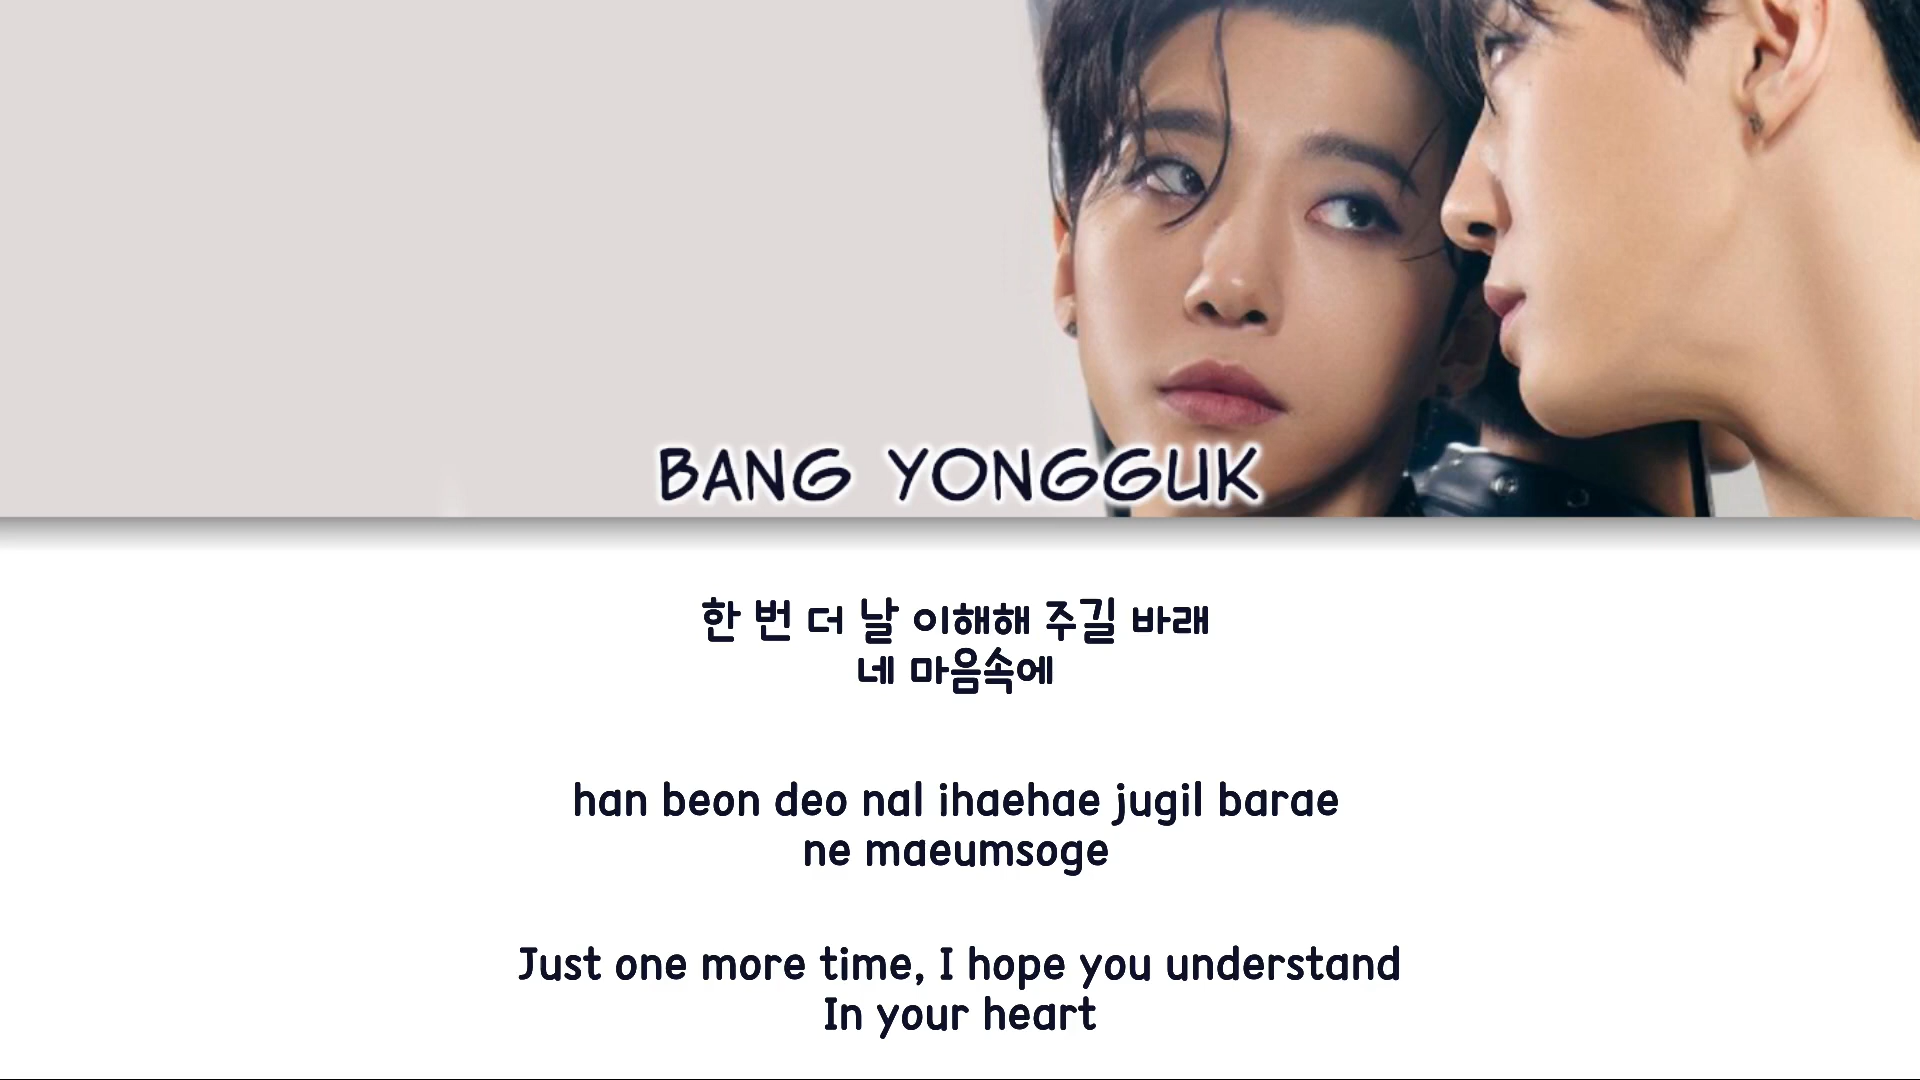 BANG YONGGUK
한 번 더 날 이해해 주길 바래
네 마음속에
han beon deo nal ihaehae jugil barae
ne maeumsoge
Just one more time, I hope you understand
In your heart